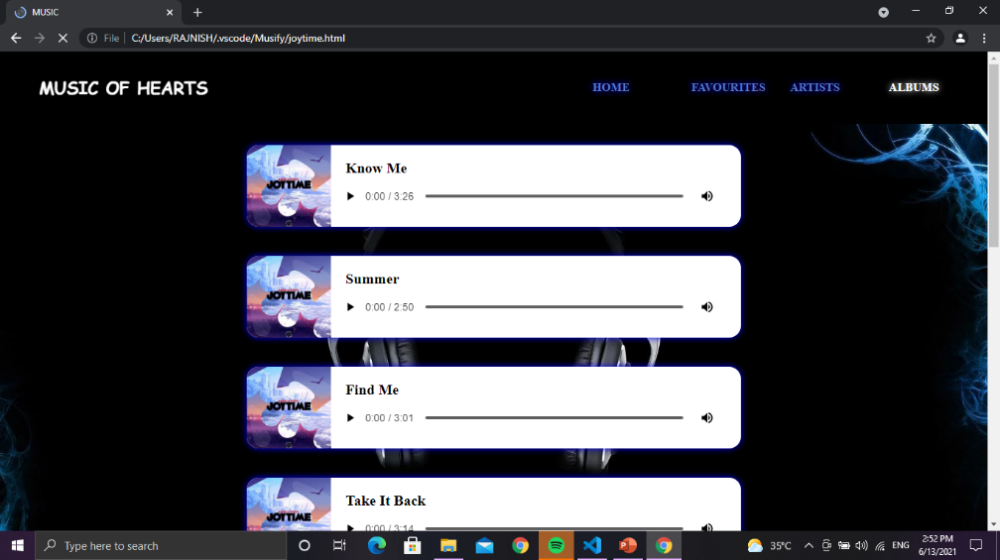 MUSIC
File
C:/Users/RAJNISH/.vscode/Musify/joytime.html
MUSIC OF HEARTS
HOME
FAVOURITES
ARTISTS
ALBUMS
JOYTIME
Know Me
0:00 / 3:26
JOYTIME
Summer
0:00 / 2:50
JOYTIME
Find Me
0:00 / 3:01
JOYTIME
Take It Back
0:00 / 3:14
Type here to search
35°C
ENG
2:52 PM
6/13/2021